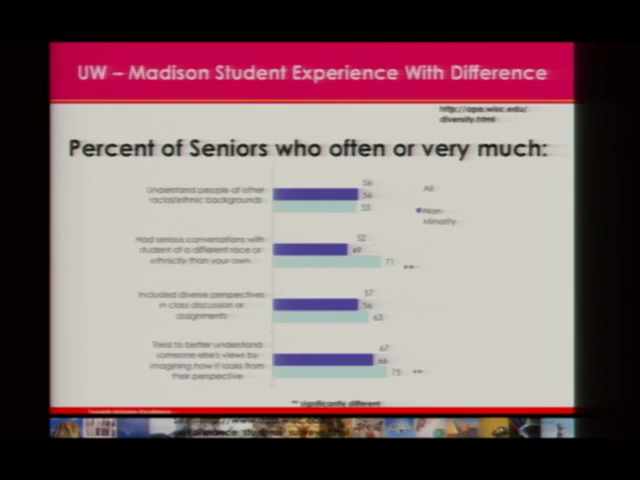 UW – Madison Student Experience With Difference
http://apa.wisc.edu/
diversity.html
Percent of Seniors who often or very much:
Understand people of other
racial/ethnic backgrounds
56
56
55
All
Non-
Minority
Had serious conversations with
student of a different race or
ethnicity than your own
52
49
71 **
Included diverse perspectives
in class discussion or
assignments
57
56
63
Tried to better understand
someone else's views by
imagining how it looks from
their perspective
67
66
75 **
** significantly different